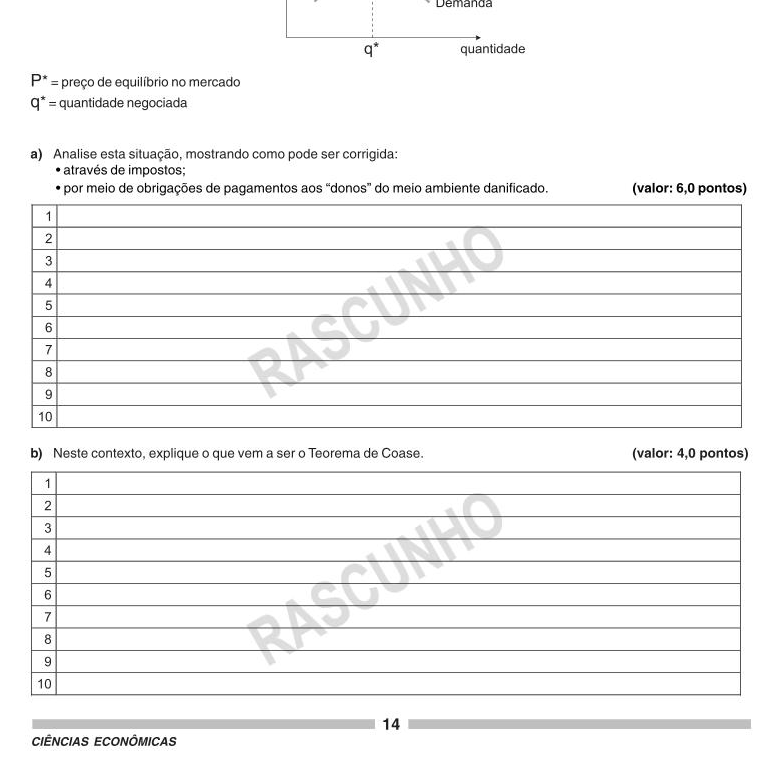 Demanda
q*
quantidade
P* = preço de equilíbrio no mercado
q* = quantidade negociada
a) Analise esta situação, mostrando como pode ser corrigida:
• através de impostos;
• por meio de obrigações de pagamentos aos “donos” do meio ambiente danificado. (valor: 6,0 pontos)
1
2
3
4
5
6
7
8
9
10
RASCUNHO
b) Neste contexto, explique o que vem a ser o Teorema de Coase. (valor: 4,0 pontos)
1
2
3
4
5
6
7
8
9
10
RASCUNHO
14
CIÊNCIAS ECONÔMICAS